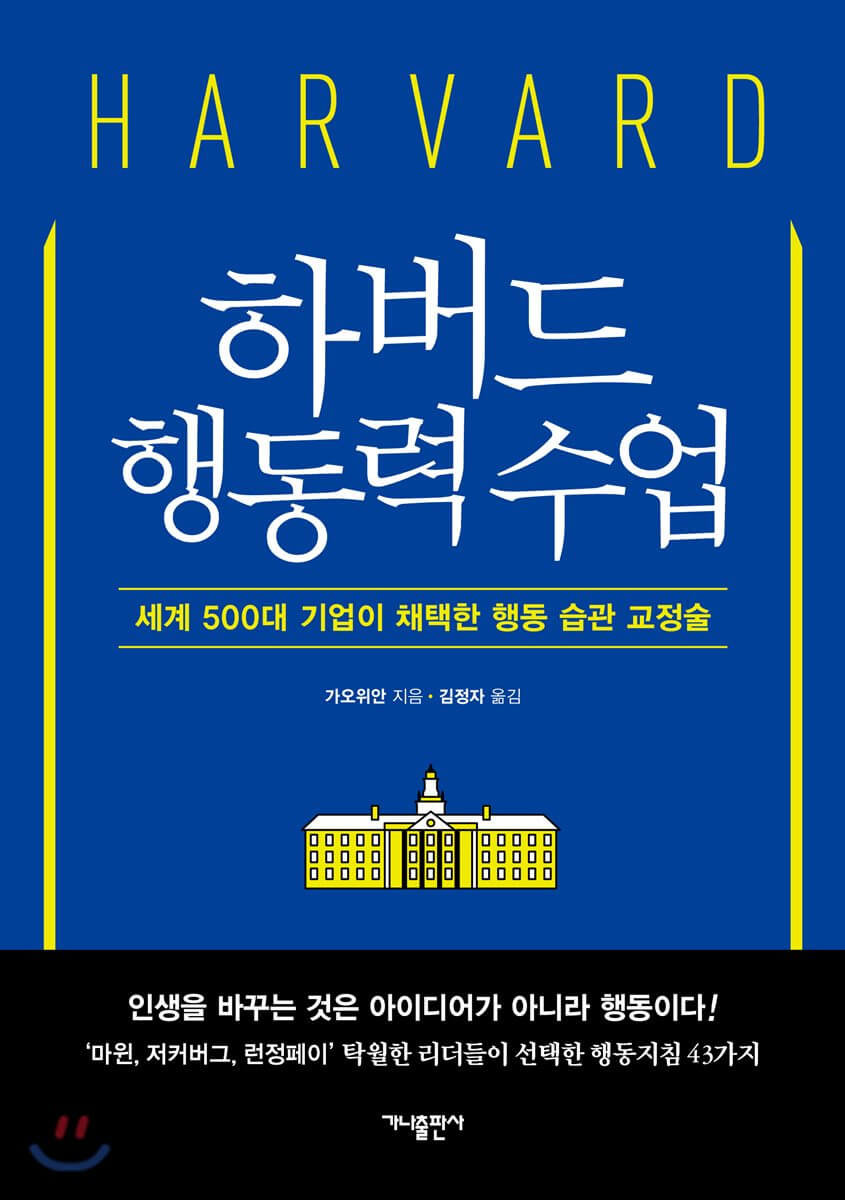 HARVARD
하버드
행동력 수업
세계 500대 기업이 채택한 행동 습관 교정술
가오위안 지음 · 김정자 옮김
인생을 바꾸는 것은 아이디어가 아니라 행동이다!
‘마윈, 저커버그, 런정페이’ 탁월한 리더들이 선택한 행동지침 43가지
가나출판사